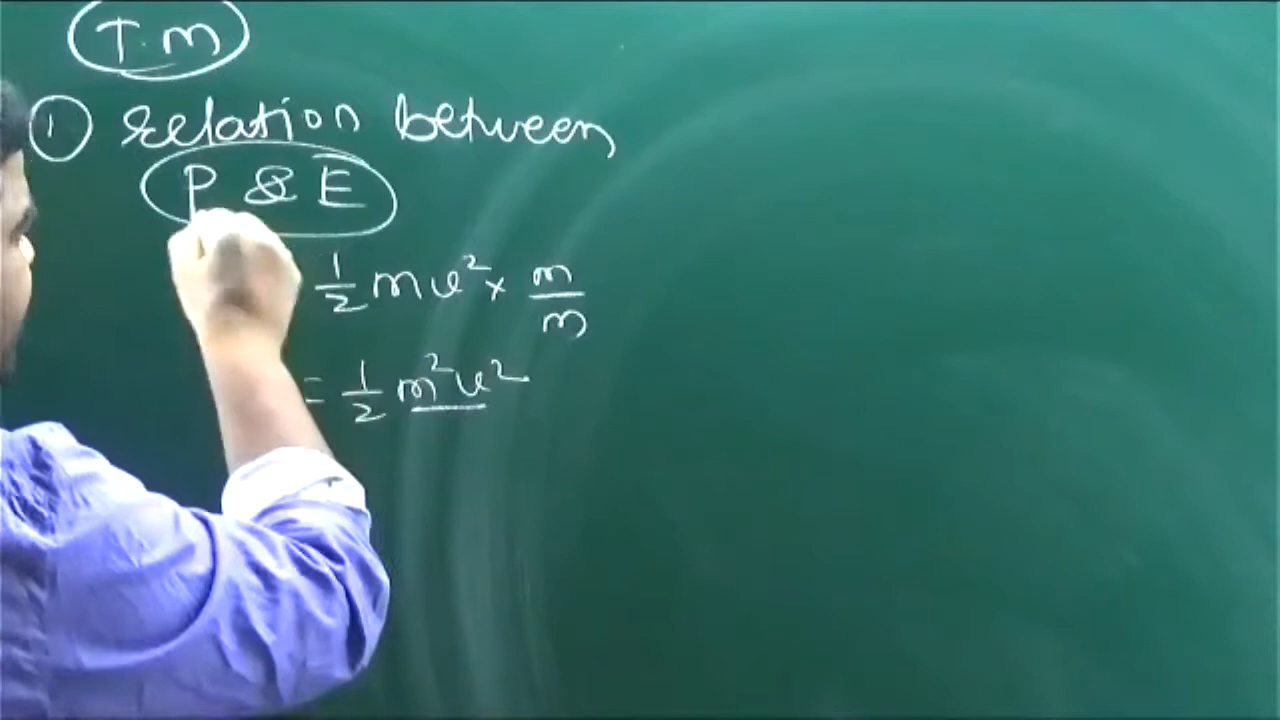 T.m
① relation between
P & E
1/2 mv² × m/m
= 1/2 m²v²